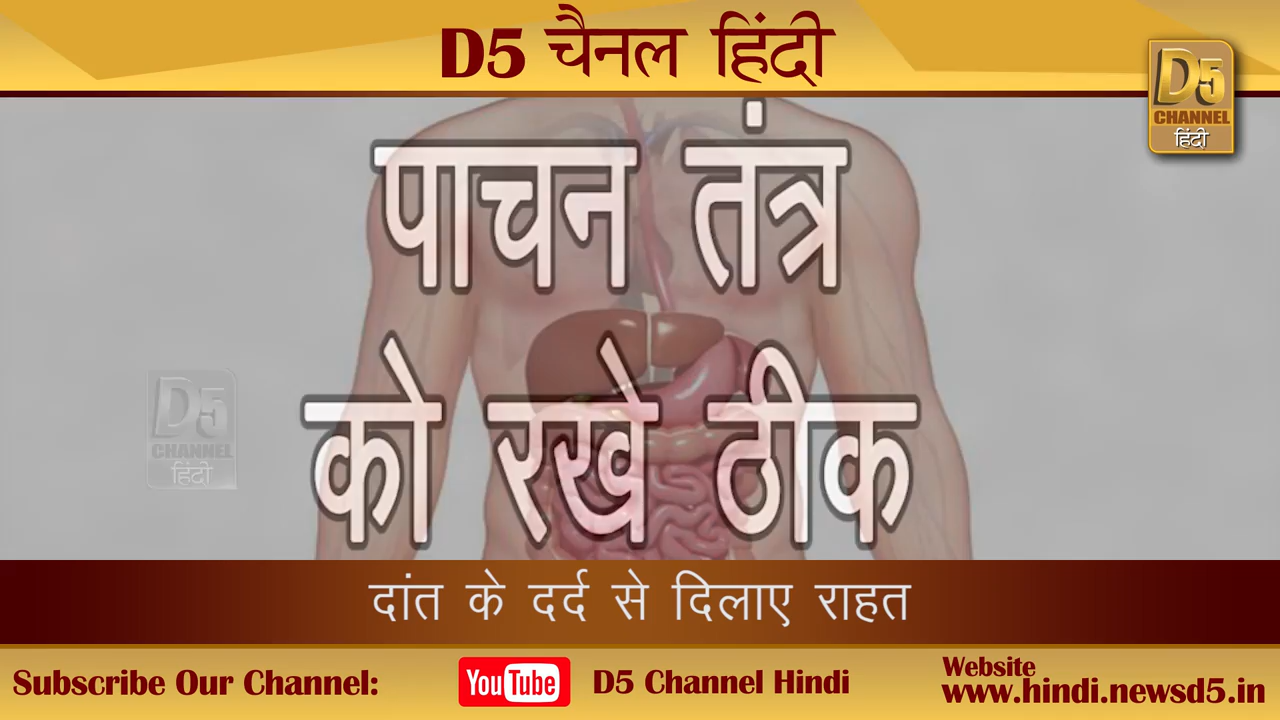 D5 चैनल हिंदी
D5
CHANNEL
हिंदी
पाचन तंत्र
को रखे ठीक
D5
CHANNEL
हिंदी
दांत के दर्द से दिलाए राहत
Subscribe Our Channel:
YouTube
D5 Channel Hindi
Website
www.hindi.newsd5.in